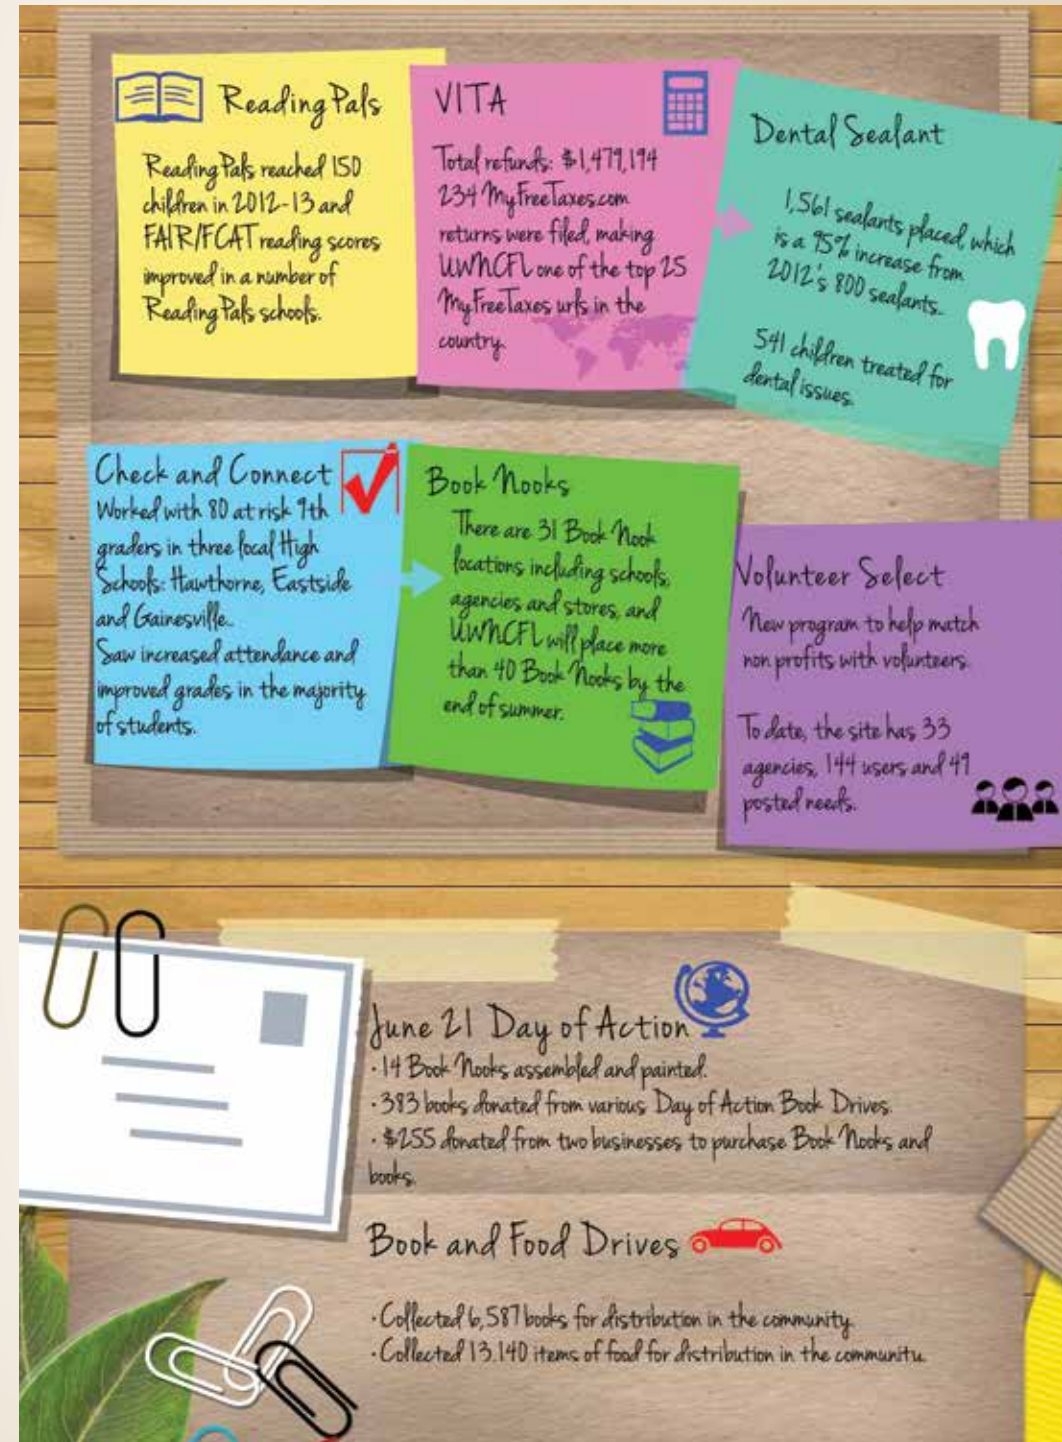 Reading Pals
Reading Pals reached 150
children in 2012-13 and
FAIR/FCAT reading scores
improved in a number of
Reading Pals schools.
VITA
Total refunds: $1,479,194
234 MyFreeTaxes.com
returns were filed, making
UWNCFL one of the top 25
MyFreeTaxes urls in the
country.
Dental Sealant
1,561 sealants placed, which
is a 95% increase from
2012's 800 sealants.
541 children treated for
dental issues.
Check and Connect
Worked with 80 at risk 9th
graders in three local High
Schools: Hawthorne, Eastside
and Gainesville.
Saw increased attendance and
improved grades in the majority
of students.
Book Nooks
There are 31 Book Nook
locations including schools,
agencies and stores, and
UWNCFL will place more
than 40 Book Nooks by the
end of summer.
Volunteer Select
New program to help match
non profits with volunteers.
To date, the site has 33
agencies, 144 users and 49
posted needs.
June 21 Day of Action
· 14 Book Nooks assembled and painted.
· 383 books donated from various Day of Action Book Drives.
· $255 donated from two businesses to purchase Book Nooks and
books.
Book and Food Drives
· Collected 6,587 books for distribution in the community.
· Collected 13,140 items of food for distribution in the community.